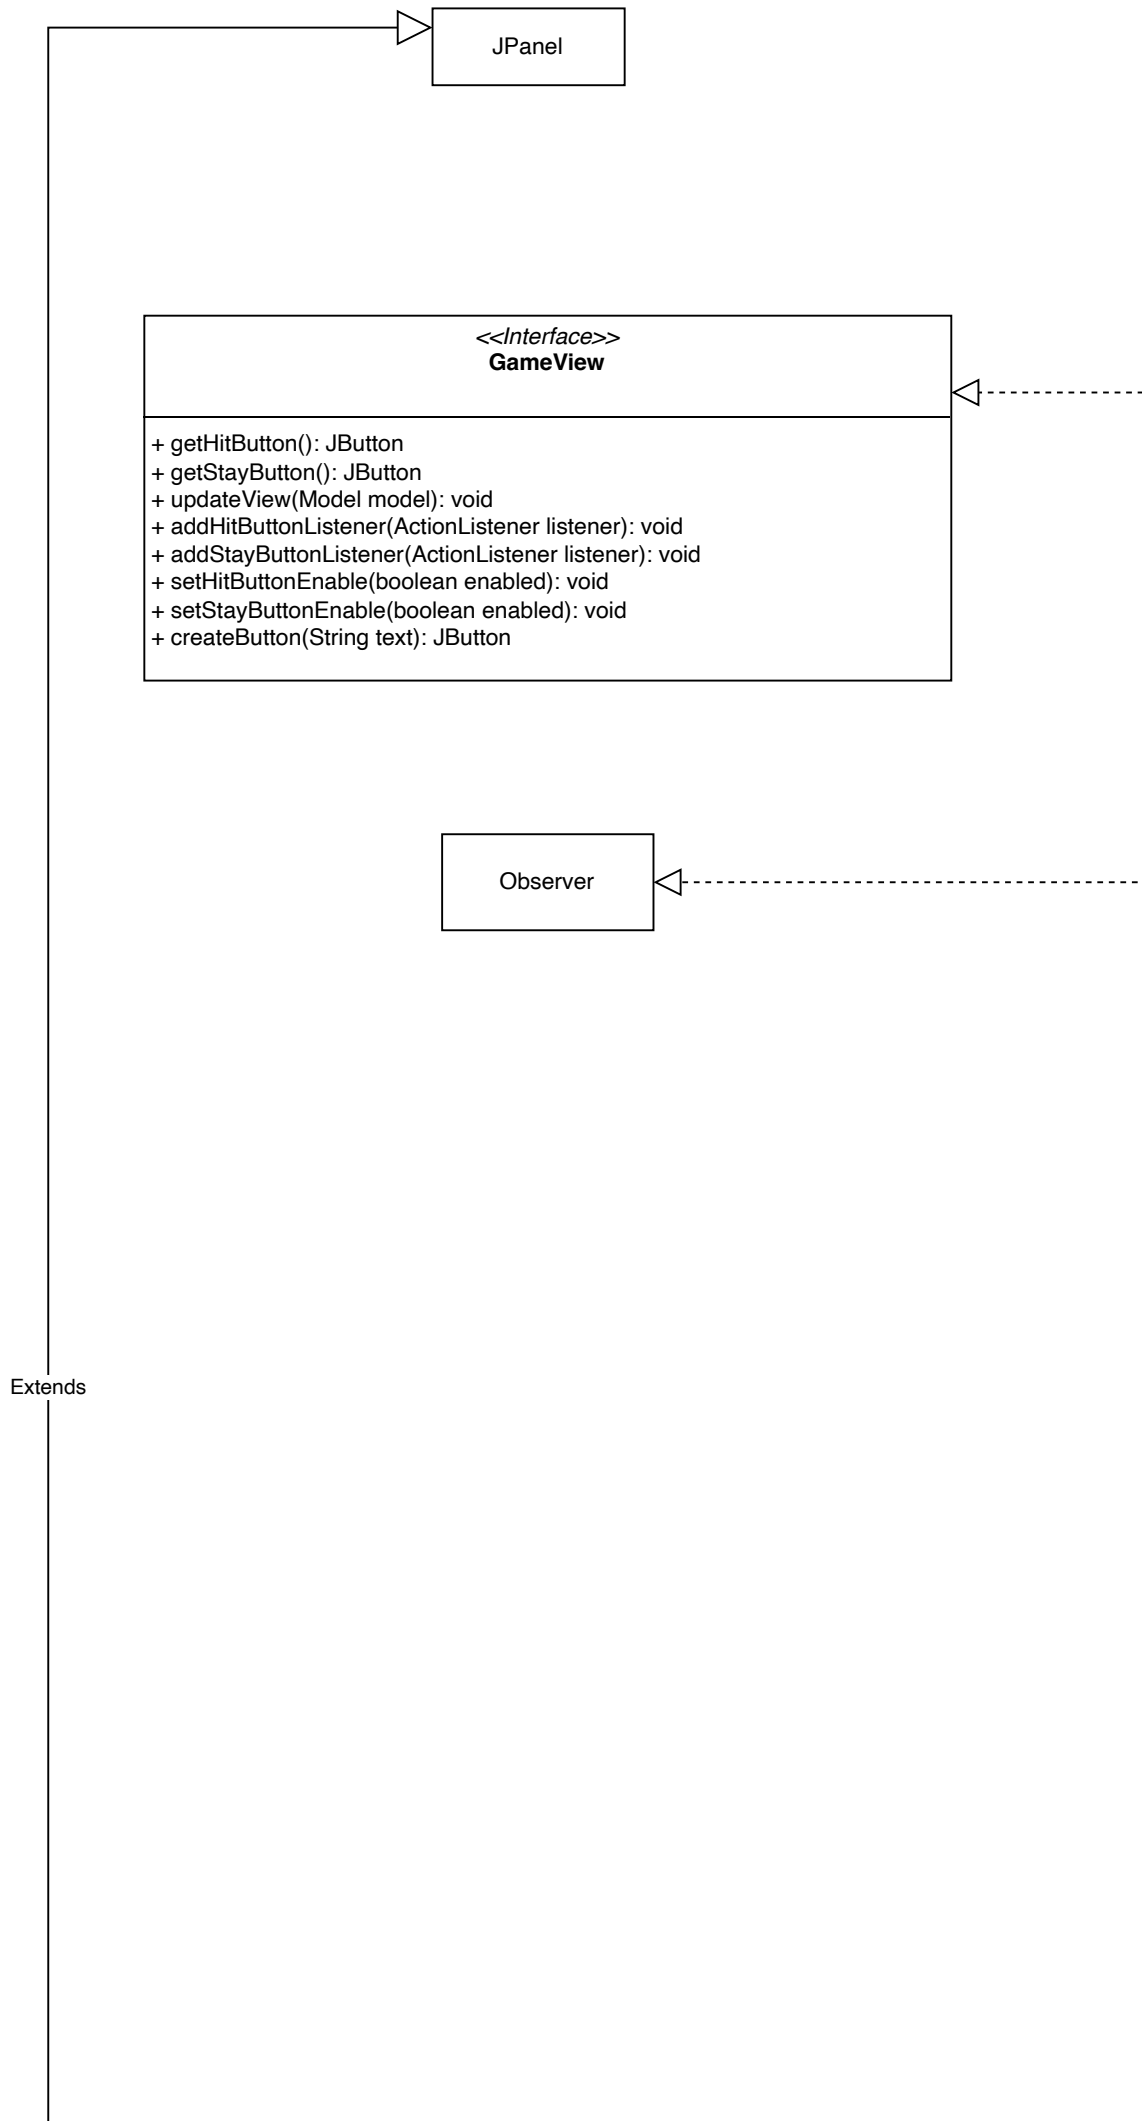 JPanel
<<Interface>>
GameView
+ getHitButton(): JButton
+ getStayButton(): JButton
+ updateView(Model model): void
+ addHitButtonListener(ActionListener listener): void
+ addStayButtonListener(ActionListener listener): void
+ setHitButtonEnable(boolean enabled): void
+ setStayButtonEnable(boolean enabled): void
+ createButton(String text): JButton
Observer
Extends